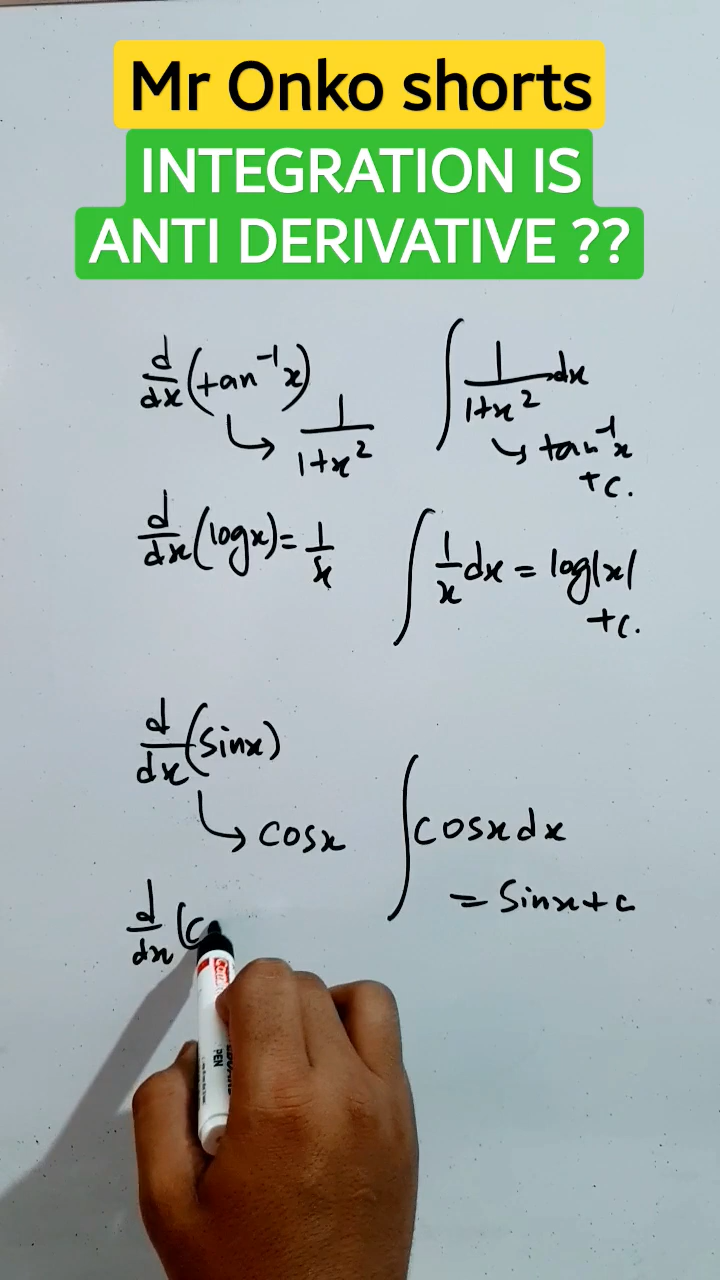 Mr Onko shorts
INTEGRATION IS
ANTI DERIVATIVE ??
d/dx (tan⁻¹x)
↳ 1/1+x²
∫ 1/1+x² dx
↳ tan⁻¹x
+c.
d/dx (logx) = 1/x
∫ 1/x dx = log|x|
+c.
d/dx (sinx)
↳ cosx
∫ cosx dx
= Sinx+c
d/dx (c
PEN